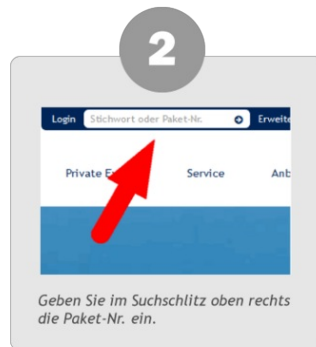 2
Login Stichwort oder Paket-Nr. Erweite
Service Anb
Geben Sie im Suchschlitz oben rechts
die Paket-Nr. ein.